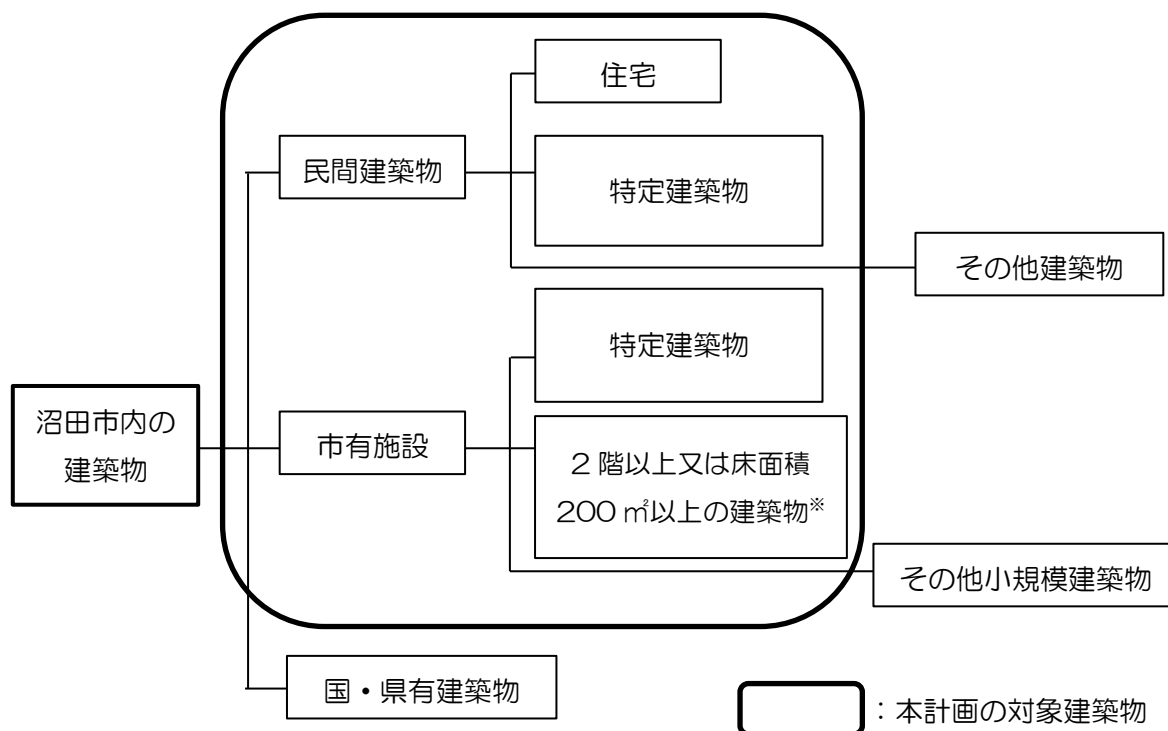 住宅
民間建築物
特定建築物
その他建築物
特定建築物
沼田市内の
建築物
市有施設
2階以上又は床面積
200㎡以上の建築物※
その他小規模建築物
国・県有建築物
：本計画の対象建築物